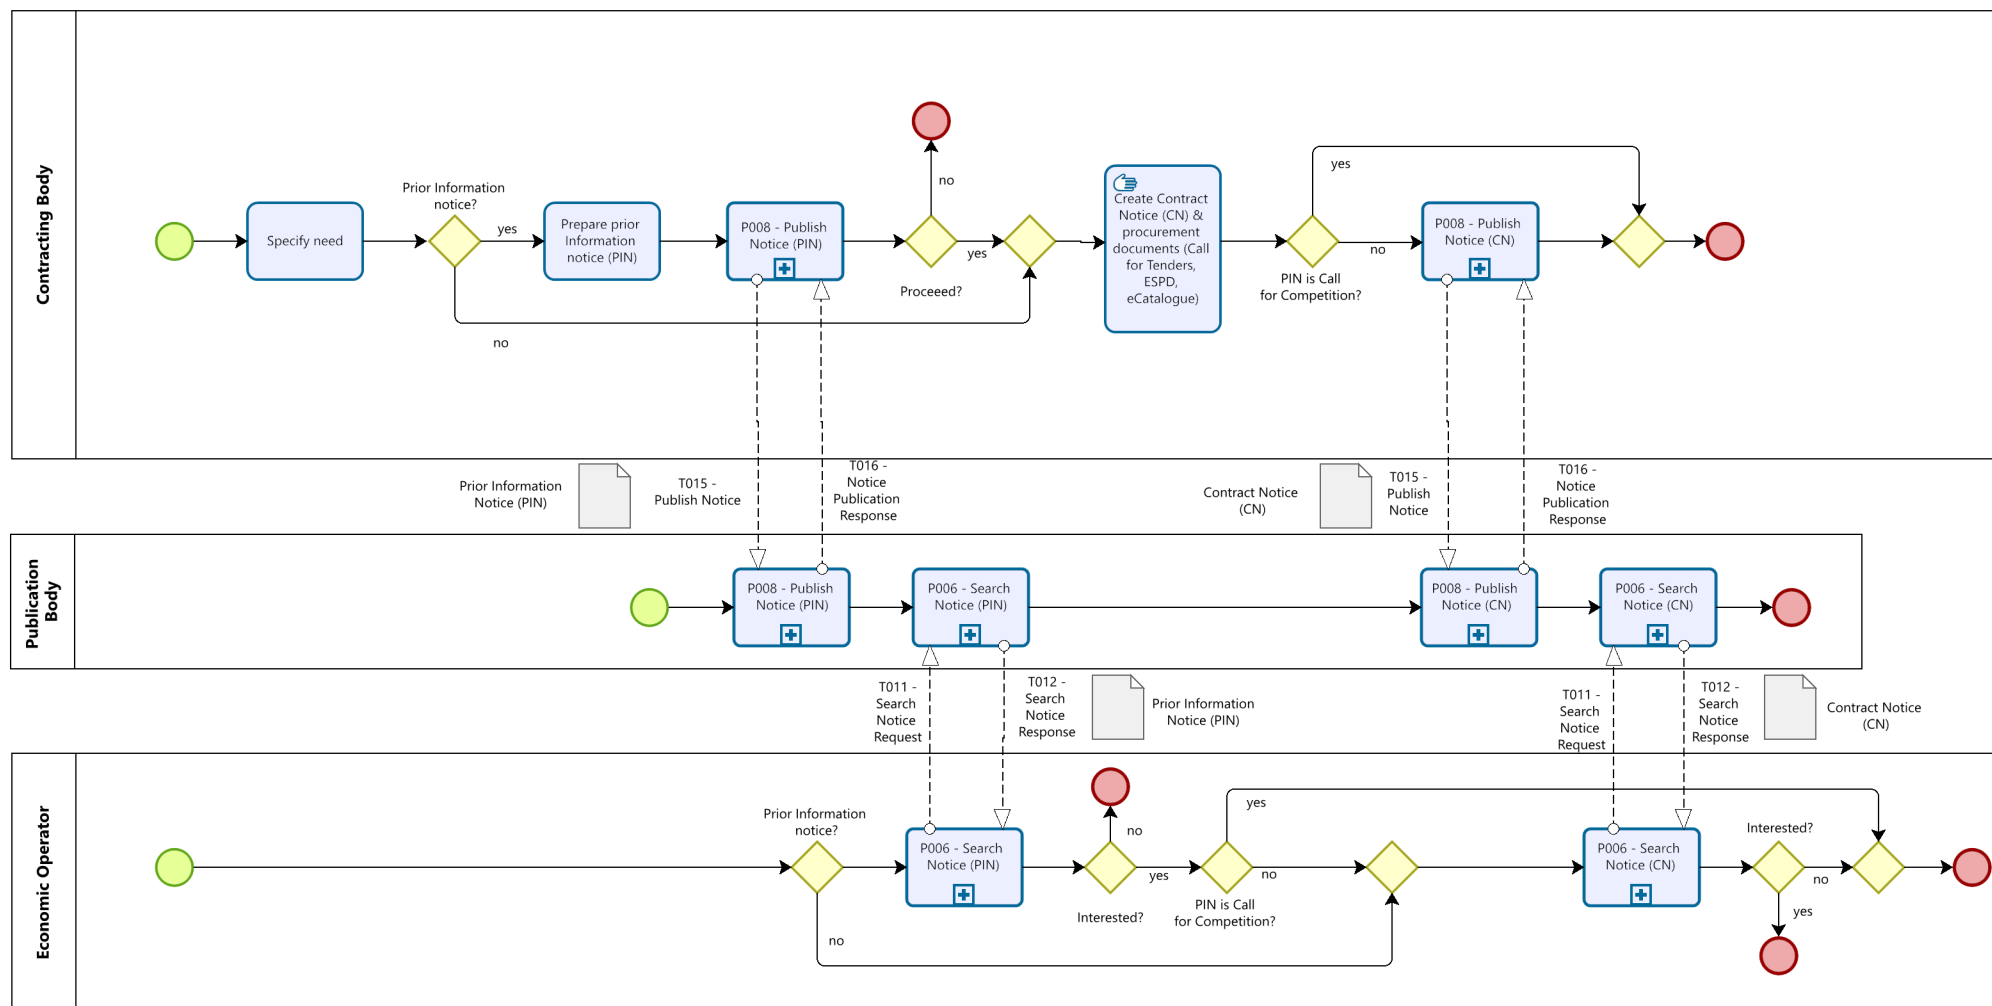 Contracting Body
Prior Information
notice?
Specify need
yes
no
Prepare prior
Information
notice (PIN)
P008 - Publish
Notice (PIN)
no
yes
Proceeed?
Create Contract
Notice (CN) &
procurement
documents (Call
for Tenders,
ESPD,
eCatalogue)
yes
no
PIN is Call
for Competition?
P008 - Publish
Notice (CN)
Prior Information
Notice (PIN)
T015 -
Publish Notice
T016 -
Notice
Publication
Response
Contract Notice
(CN)
T015 -
Publish
Notice
T016 -
Notice
Publication
Response
Publication
Body
P008 - Publish
Notice (PIN)
P006 - Search
Notice (PIN)
P008 - Publish
Notice (CN)
P006 - Search
Notice (CN)
T011 -
Search
Notice
Request
T012 -
Search
Notice
Response
Prior Information
Notice (PIN)
T011 -
Search
Notice
Request
T012 -
Search
Notice
Response
Contract Notice
(CN)
Economic Operator
Prior Information
notice?
no
P006 - Search
Notice (PIN)
no
yes
Interested?
yes
no
PIN is Call
for Competition?
P006 - Search
Notice (CN)
Interested?
no
yes